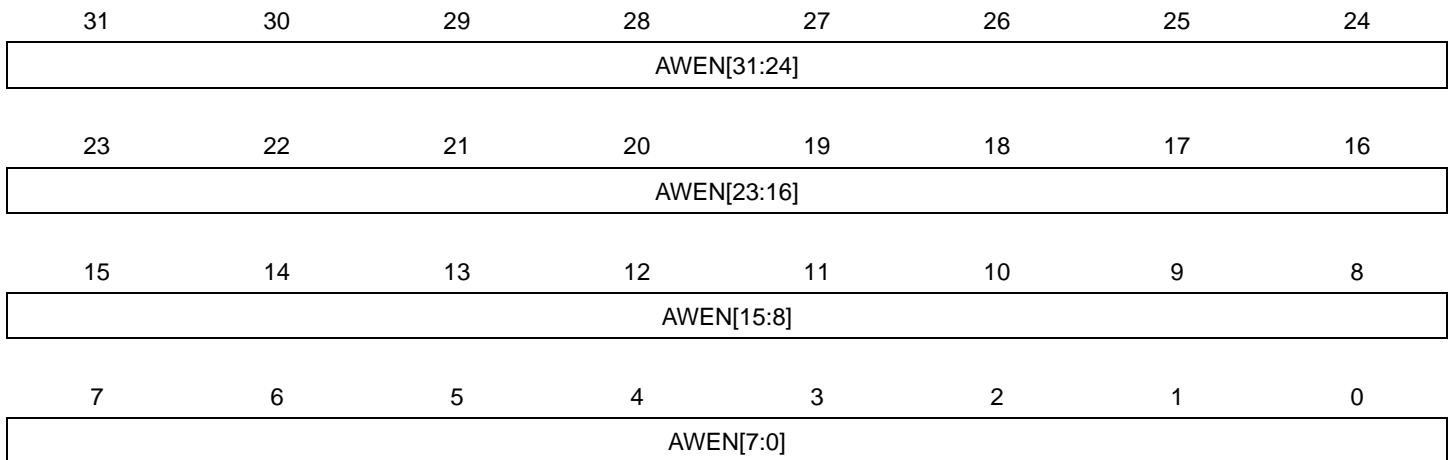 31 30 29 28 27 26 25 24
AWEN[31:24]
23 22 21 20 19 18 17 16
AWEN[23:16]
15 14 13 12 11 10 9 8
AWEN[15:8]
7 6 5 4 3 2 1 0
AWEN[7:0]